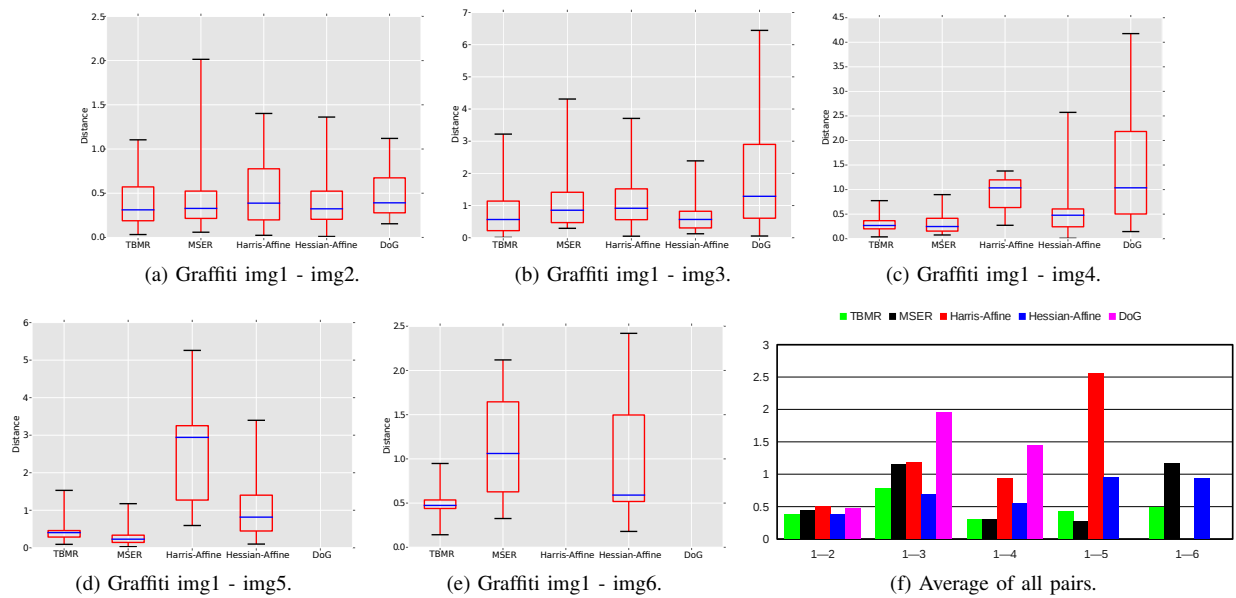 2.5
2.0
1.5
1.0
0.5
0.0
Distance
TBMR MSER Harris-Affine Hessian-Affine DoG
(a) Graffiti img1 - img2.
7
6
5
4
3
2
1
0
Distance
TBMR MSER Harris-Affine Hessian-Affine DoG
(b) Graffiti img1 - img3.
4.5
4.0
3.5
3.0
2.5
2.0
1.5
1.0
0.5
0.0
Distance
TBMR MSER Harris-Affine Hessian-Affine DoG
(c) Graffiti img1 - img4.
6
5
4
3
2
1
0
Distance
TBMR MSER Harris-Affine Hessian-Affine DoG
(d) Graffiti img1 - img5.
2.5
2.0
1.5
1.0
0.5
0.0
Distance
TBMR MSER Harris-Affine Hessian-Affine DoG
(e) Graffiti img1 - img6.
TBMR MSER Harris-Affine Hessian-Affine DoG
3
2.5
2
1.5
1
0.5
0
1—2 1—3 1—4 1—5 1—6
(f) Average of all pairs.